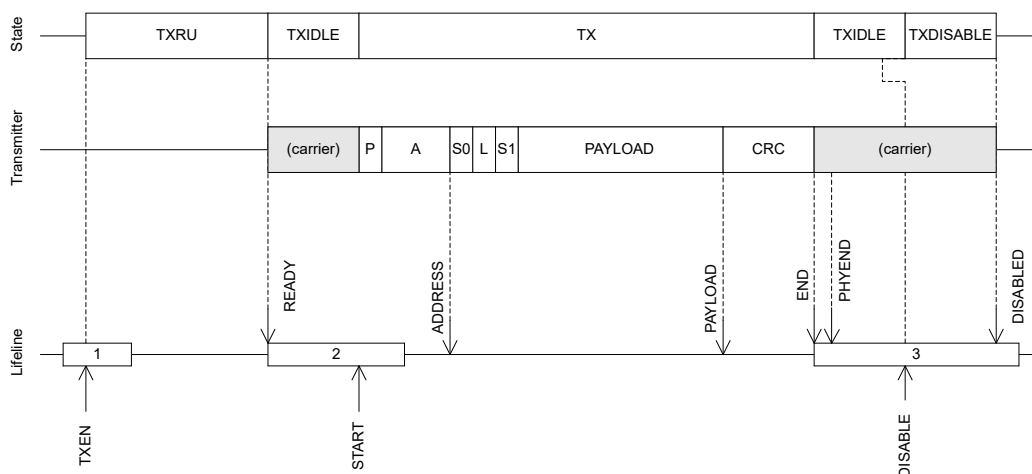 State
TXRU
TXIDLE
TX
TXIDLE
TXDISABLE
Transmitter
(carrier)
P
A
S0
L
S1
PAYLOAD
CRC
(carrier)
READY
ADDRESS
PAYLOAD
END
PHYEND
DISABLED
Lifeline
1
2
3
TXEN
START
DISABLE